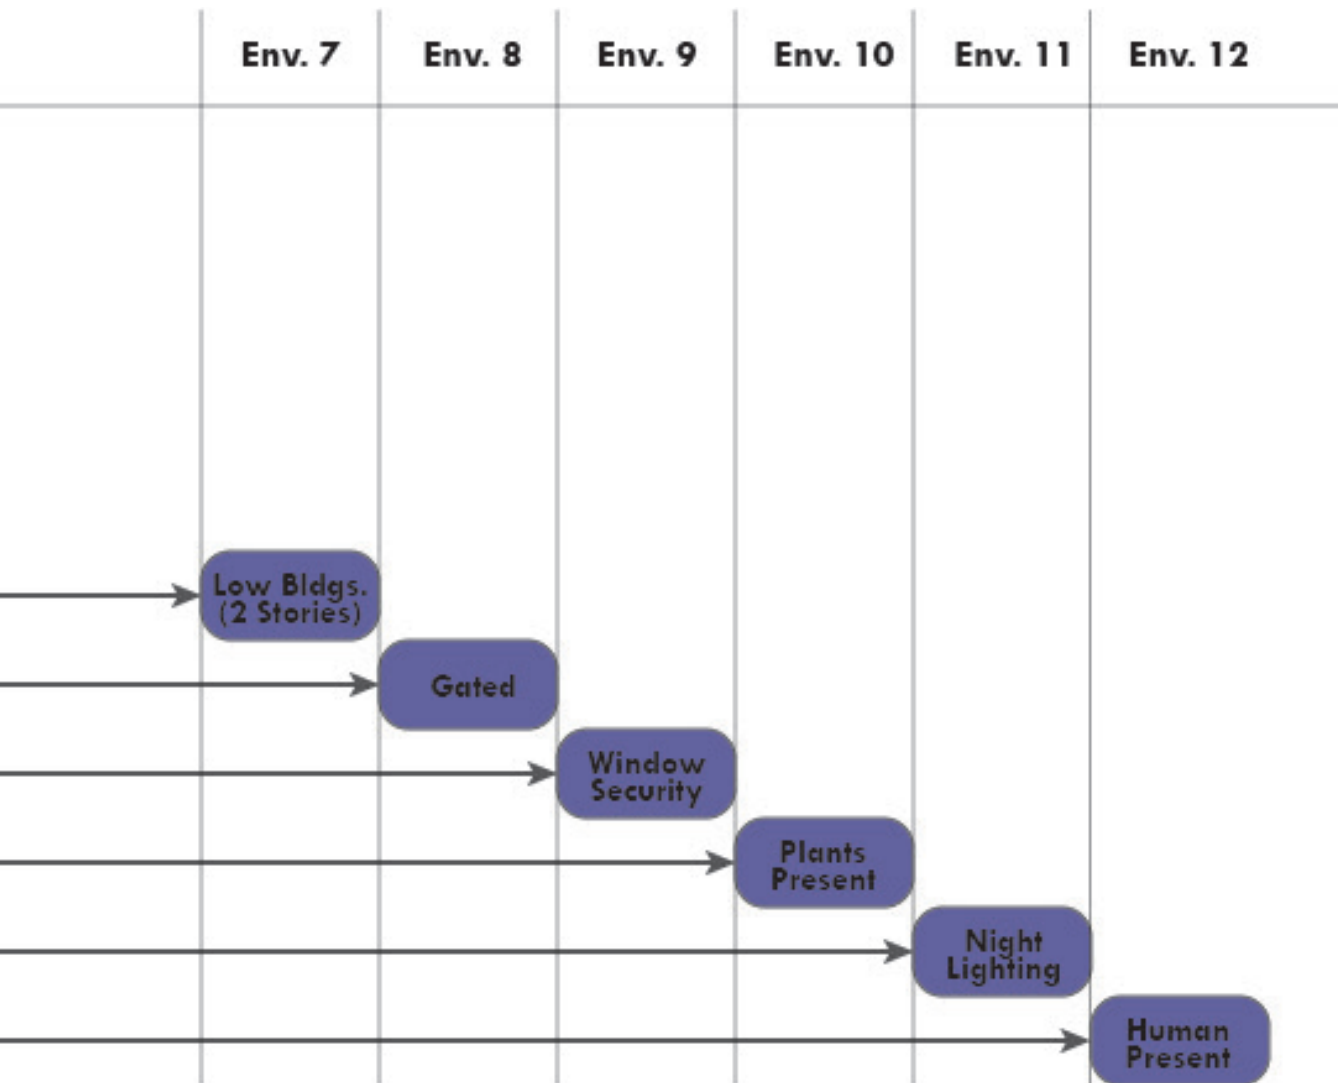 Env. 7 Env. 8 Env. 9 Env. 10 Env. 11 Env. 12
Low Bldgs.
(2 Stories)
Gated
Window
Security
Plants
Present
Night
Lighting
Human
Present